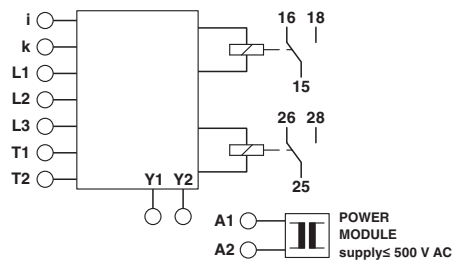 i
k
L1
L2
L3
T1
T2
Y1 Y2
16 18
15
26 28
25
A1
A2
POWER
MODULE
supply≤ 500 V AC